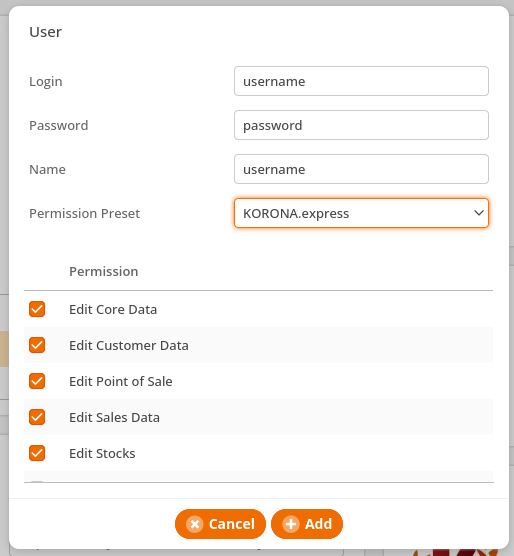 User
Login
username
Password
password
Name
username
Permission Preset
KORONA.express
Permission
Edit Core Data
Edit Customer Data
Edit Point of Sale
Edit Sales Data
Edit Stocks
Cancel
Add